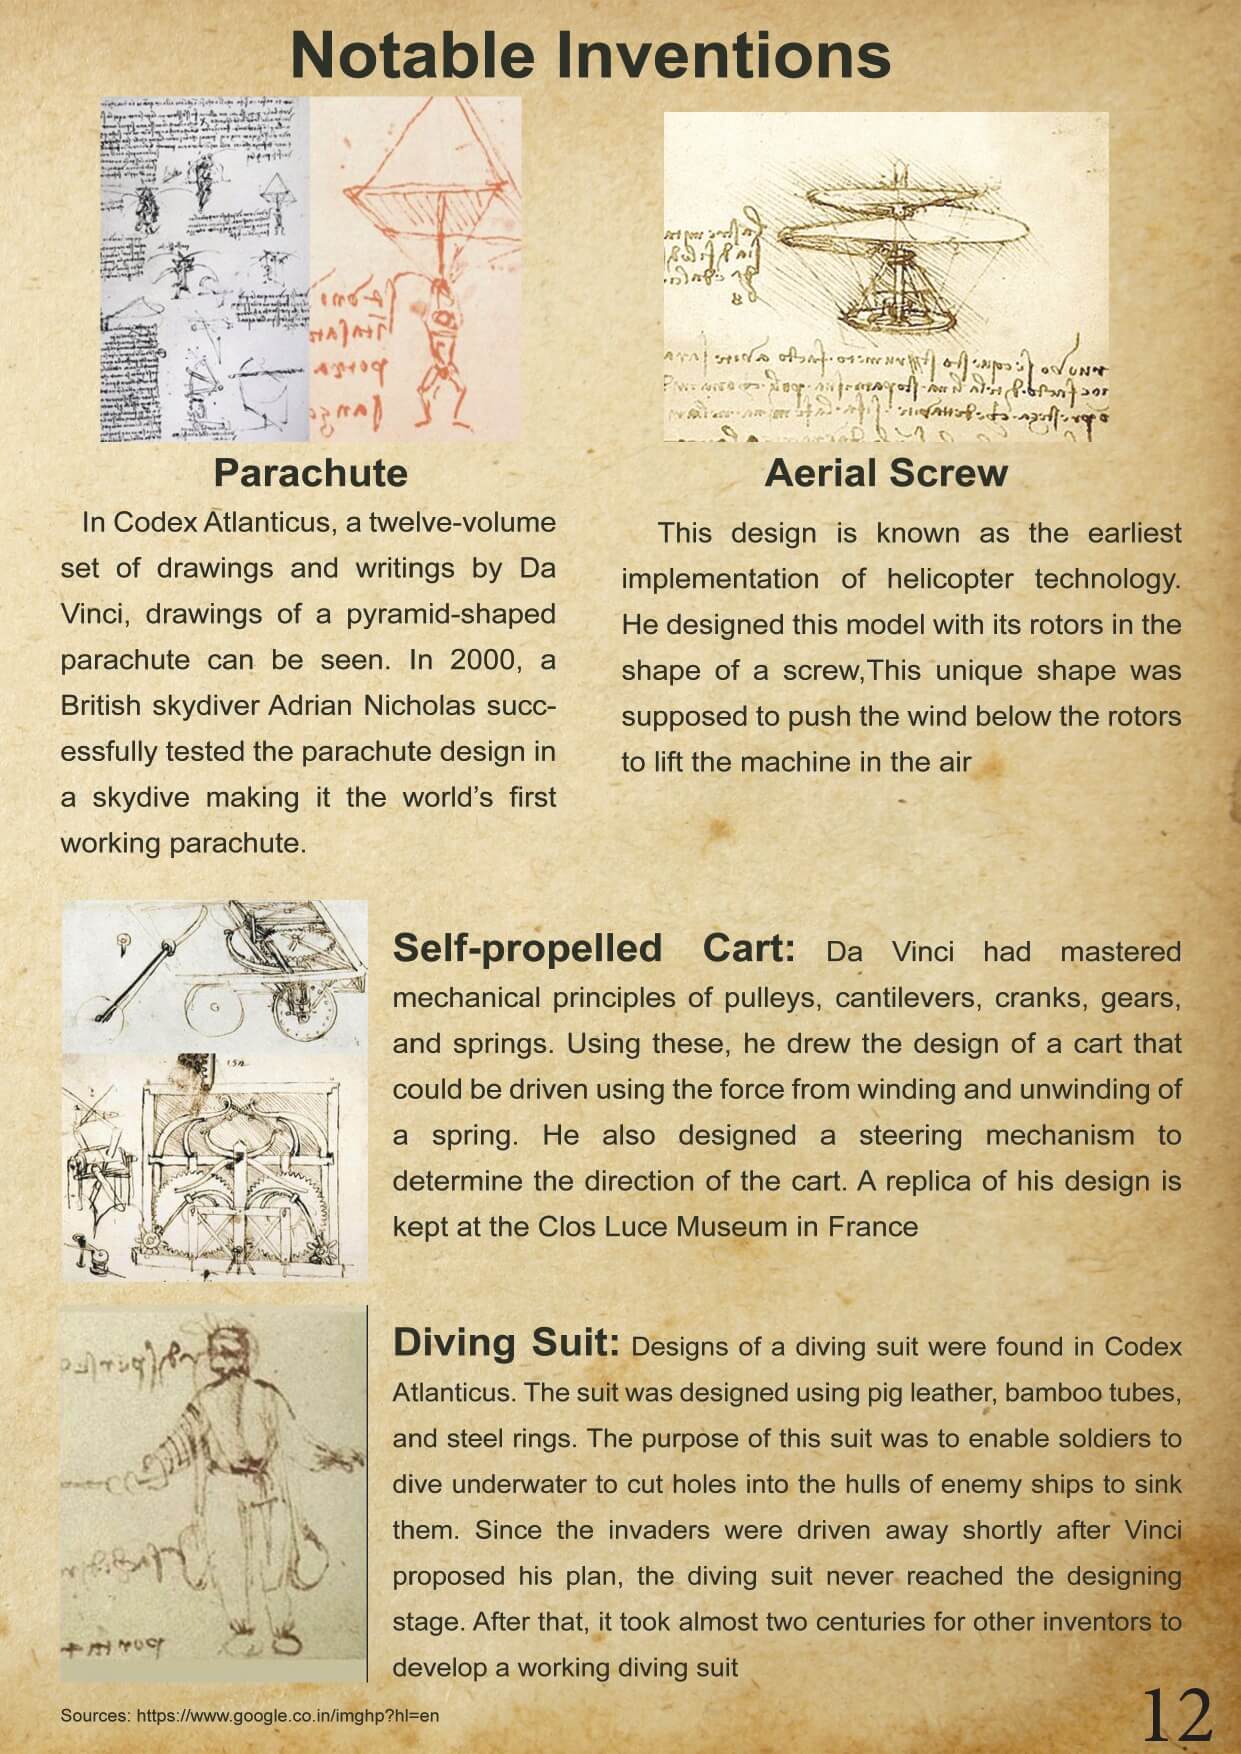 Notable Inventions
Parachute
In Codex Atlanticus, a twelve-volume
set of drawings and writings by Da
Vinci, drawings of a pyramid-shaped
parachute can be seen. In 2000, a
British skydiver Adrian Nicholas succ-
essfully tested the parachute design in
a skydive making it the world's first
working parachute.
Aerial Screw
This design is known as the earliest
implementation of helicopter technology.
He designed this model with its rotors in the
shape of a screw,This unique shape was
supposed to push the wind below the rotors
to lift the machine in the air
Self-propelled Cart: Da Vinci had mastered
mechanical principles of pulleys, cantilevers, cranks, gears,
and springs. Using these, he drew the design of a cart that
could be driven using the force from winding and unwinding of
a spring. He also designed a steering mechanism to
determine the direction of the cart. A replica of his design is
kept at the Clos Luce Museum in France
Diving Suit: Designs of a diving suit were found in Codex
Atlanticus. The suit was designed using pig leather, bamboo tubes,
and steel rings. The purpose of this suit was to enable soldiers to
dive underwater to cut holes into the hulls of enemy ships to sink
them. Since the invaders were driven away shortly after Vinci
proposed his plan, the diving suit never reached the designing
stage. After that, it took almost two centuries for other inventors to
develop a working diving suit
Sources: https://www.google.co.in/imghp?hl=en
12